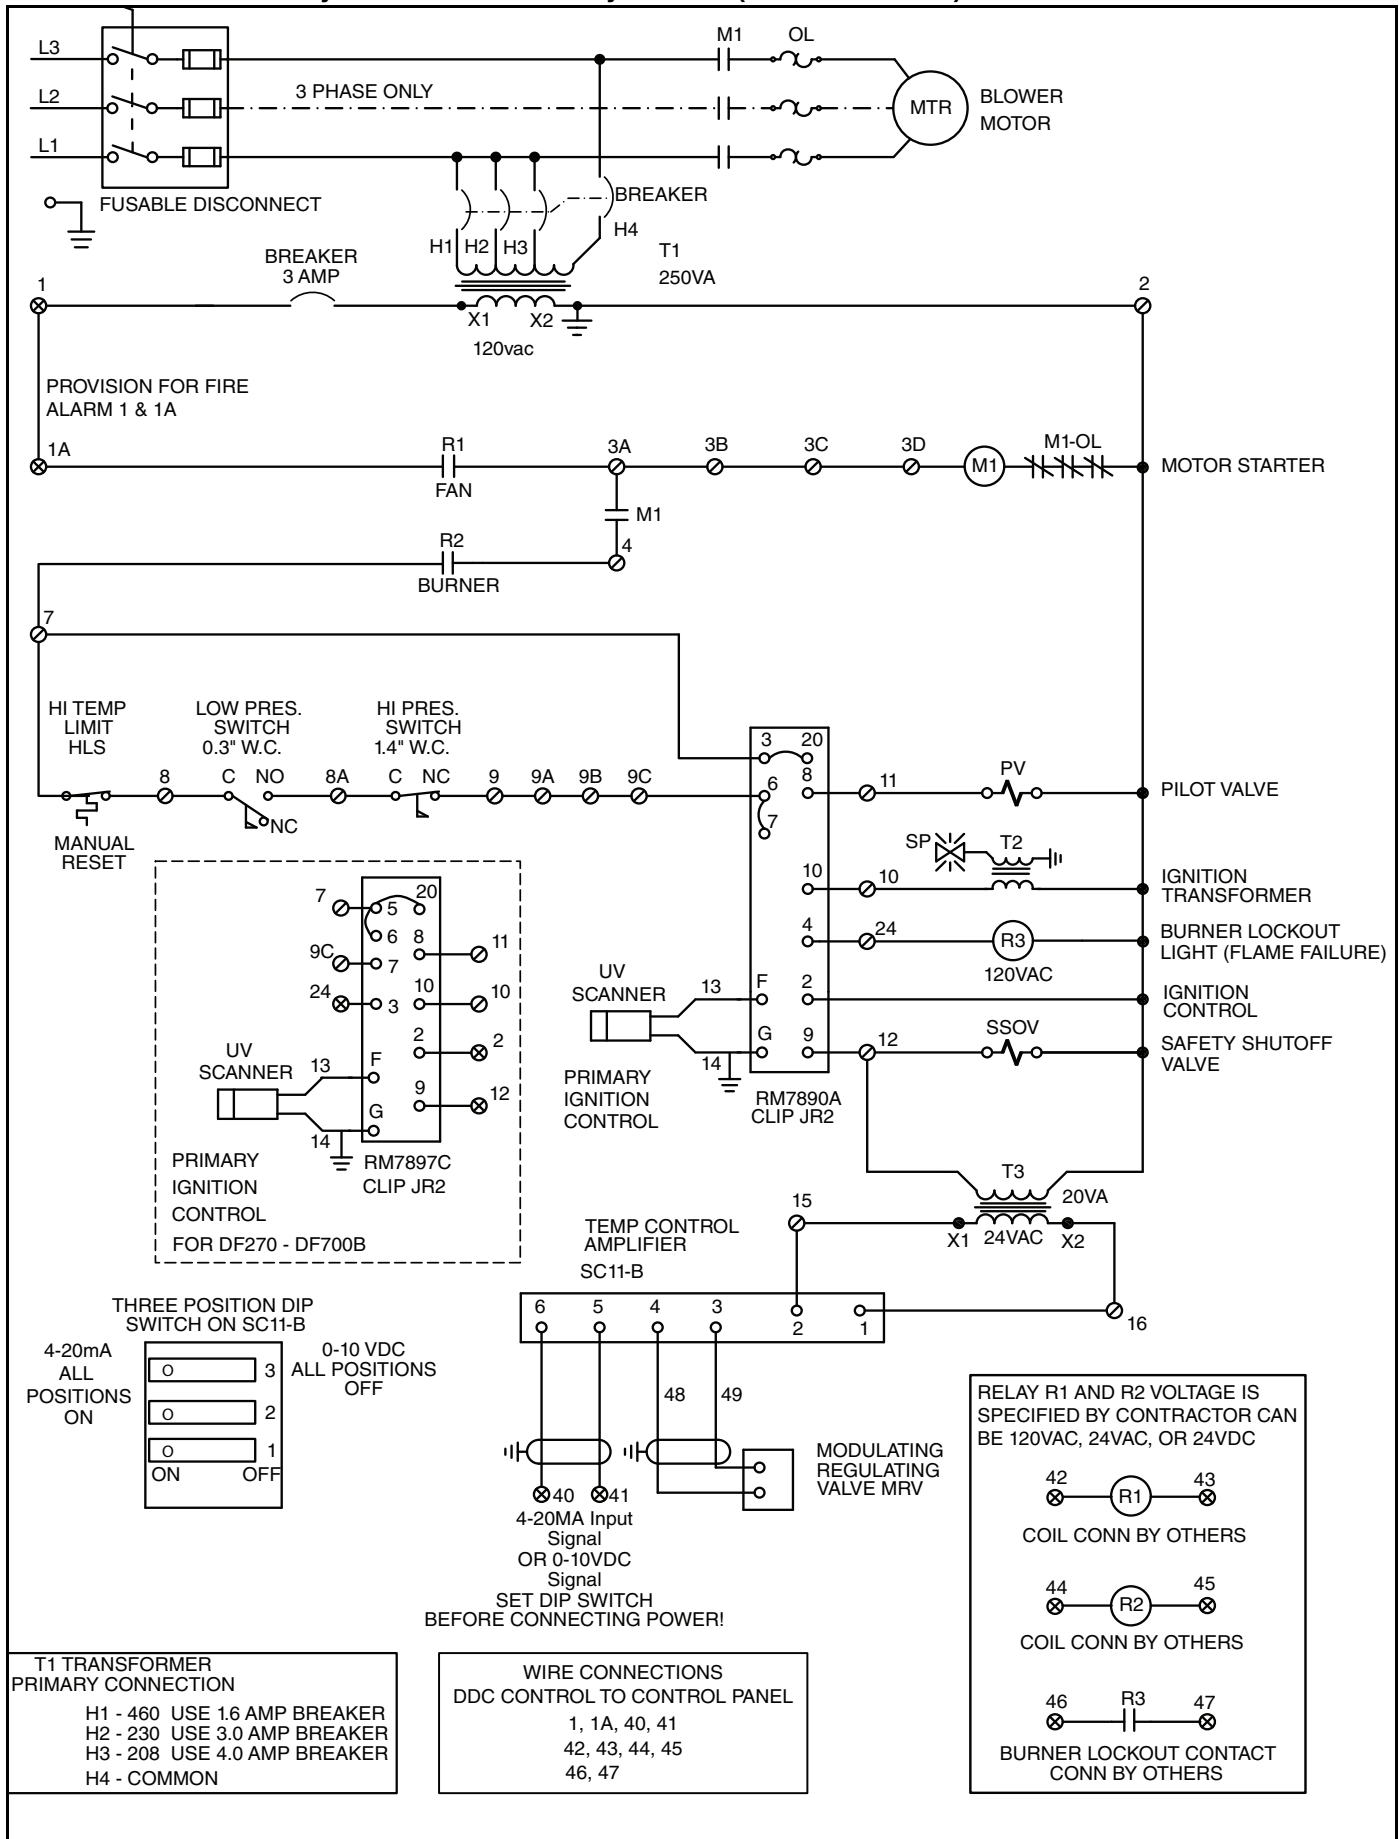 M1 OL
L3
L2 3 PHASE ONLY
MTR
BLOWER
MOTOR
L1
FUSABLE DISCONNECT
BREAKER
H1 H2 H3 H4
T1
250VA
BREAKER
3 AMP
1
2
X1 X2
120vac
PROVISION FOR FIRE
ALARM 1 & 1A
1A
R1
FAN
3A 3B 3C 3D
M1
M1-OL
MOTOR STARTER
M1
R2
BURNER
4
7
HI TEMP
LIMIT
HLS
MANUAL
RESET
8
LOW PRES.
SWITCH
0.3" W.C.
C NO
NC
8A
HI PRES.
SWITCH
1.4" W.C.
C NC
9 9A 9B 9C
3 20
6 8
7
11
PV
PILOT VALVE
SP
T2
10
10
IGNITION
TRANSFORMER
4
24
R3
120VAC
BURNER LOCKOUT
LIGHT (FLAME FAILURE)
UV
SCANNER
13
F 2
IGNITION
CONTROL
14
G 9
12
SSOV
SAFETY SHUTOFF
VALVE
PRIMARY
IGNITION
CONTROL
RM7890A
CLIP JR2
7
5 20
6 8
11
9C
7
24
3 10
10
2
2
UV
SCANNER
13
F
9
12
14
G
PRIMARY
IGNITION
CONTROL
FOR DF270 - DF700B
RM7897C
CLIP JR2
T3
20VA
X1 24VAC X2
15
16
TEMP CONTROL
AMPLIFIER
SC11-B
6 5 4 3 2 1
48 49
40 41
MODULATING
REGULATING
VALVE MRV
4-20MA Input
Signal
OR 0-10VDC
Signal
SET DIP SWITCH
BEFORE CONNECTING POWER!
THREE POSITION DIP
SWITCH ON SC11-B
4-20mA
ALL
POSITIONS
ON
O 3
O 2
O 1
ON OFF
0-10 VDC
ALL POSITIONS
OFF
RELAY R1 AND R2 VOLTAGE IS
SPECIFIED BY CONTRACTOR CAN
BE 120VAC, 24VAC, OR 24VDC
42 R1 43
COIL CONN BY OTHERS
44 R2 45
COIL CONN BY OTHERS
46 R3 47
BURNER LOCKOUT CONTACT
CONN BY OTHERS
T1 TRANSFORMER
PRIMARY CONNECTION
H1 - 460 USE 1.6 AMP BREAKER
H2 - 230 USE 3.0 AMP BREAKER
H3 - 208 USE 4.0 AMP BREAKER
H4 - COMMON
WIRE CONNECTIONS
DDC CONTROL TO CONTROL PANEL
1, 1A, 40, 41
42, 43, 44, 45
46, 47